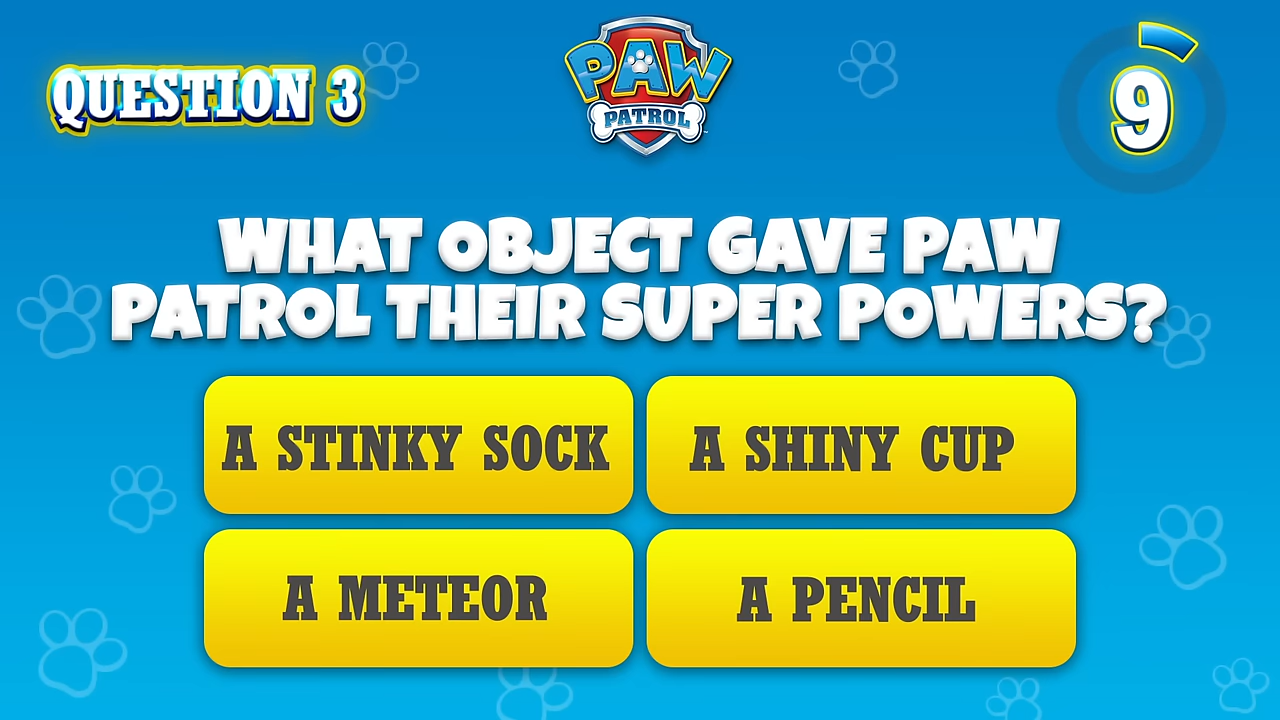 QUESTION 3
PAW
PATROL
9
WHAT OBJECT GAVE PAW
PATROL THEIR SUPER POWERS?
A STINKY SOCK
A SHINY CUP
A METEOR
A PENCIL